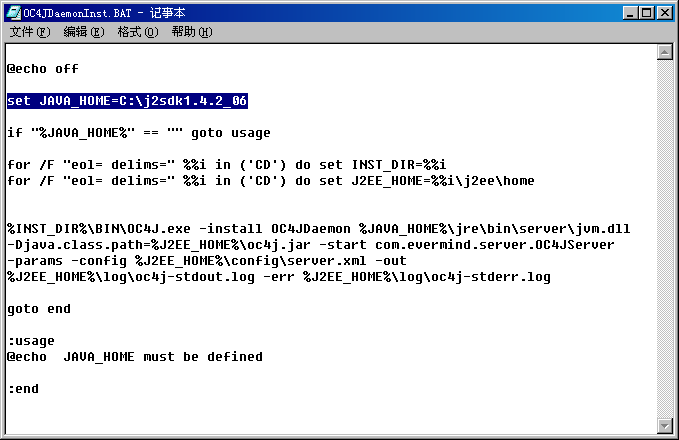 OC4JDaemonInst.BAT - 记事本
文件(F) 编辑(E) 格式(O) 帮助(H)
@echo off
set JAVA_HOME=C:\j2sdk1.4.2_06
if "%JAVA_HOME%" == "" goto usage
for /F "eol= delims=" %%i in ('CD') do set INST_DIR=%%i
for /F "eol= delims=" %%i in ('CD') do set J2EE_HOME=%%i\j2ee\home
%INST_DIR%\BIN\OC4J.exe -install OC4JDaemon %JAVA_HOME%\jre\bin\server\jvm.dll
-Djava.class.path=%J2EE_HOME%\oc4j.jar -start com.evermind.server.OC4JServer
-params -config %J2EE_HOME%\config\server.xml -out
%J2EE_HOME%\log\oc4j-stdout.log -err %J2EE_HOME%\log\oc4j-stderr.log
goto end
:usage
@echo  JAVA_HOME must be defined
:end